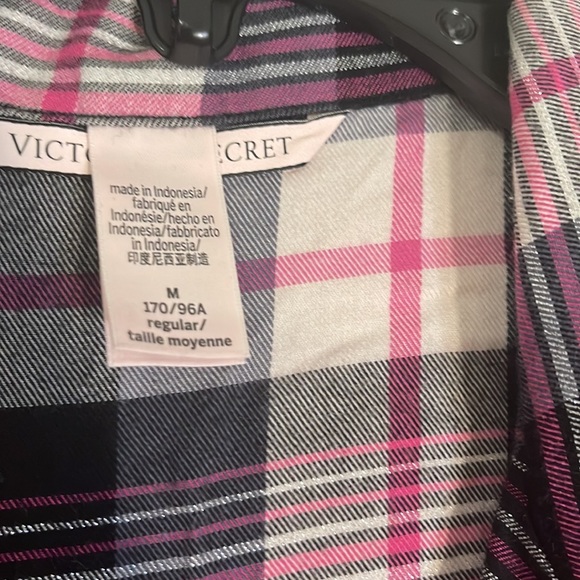 VICT ECRET
made in Indonesia/
fabriqué en
Indonésie/hecho en
Indonesia/fabbricato
in Indonesia/
印度尼西亚制造
M
170/96A
regular/
taille moyenne